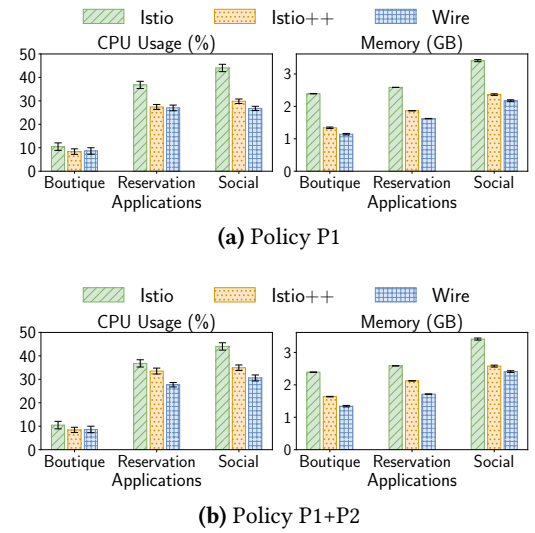 Istio Istio++ Wire
CPU Usage (%) Memory (GB)
50
40
30
20
10
0
Boutique Reservation Social
Applications
3
2
1
0
Boutique Reservation Social
Applications
(a) Policy P1
Istio Istio++ Wire
CPU Usage (%) Memory (GB)
50
40
30
20
10
0
Boutique Reservation Social
Applications
3
2
1
0
Boutique Reservation Social
Applications
(b) Policy P1+P2